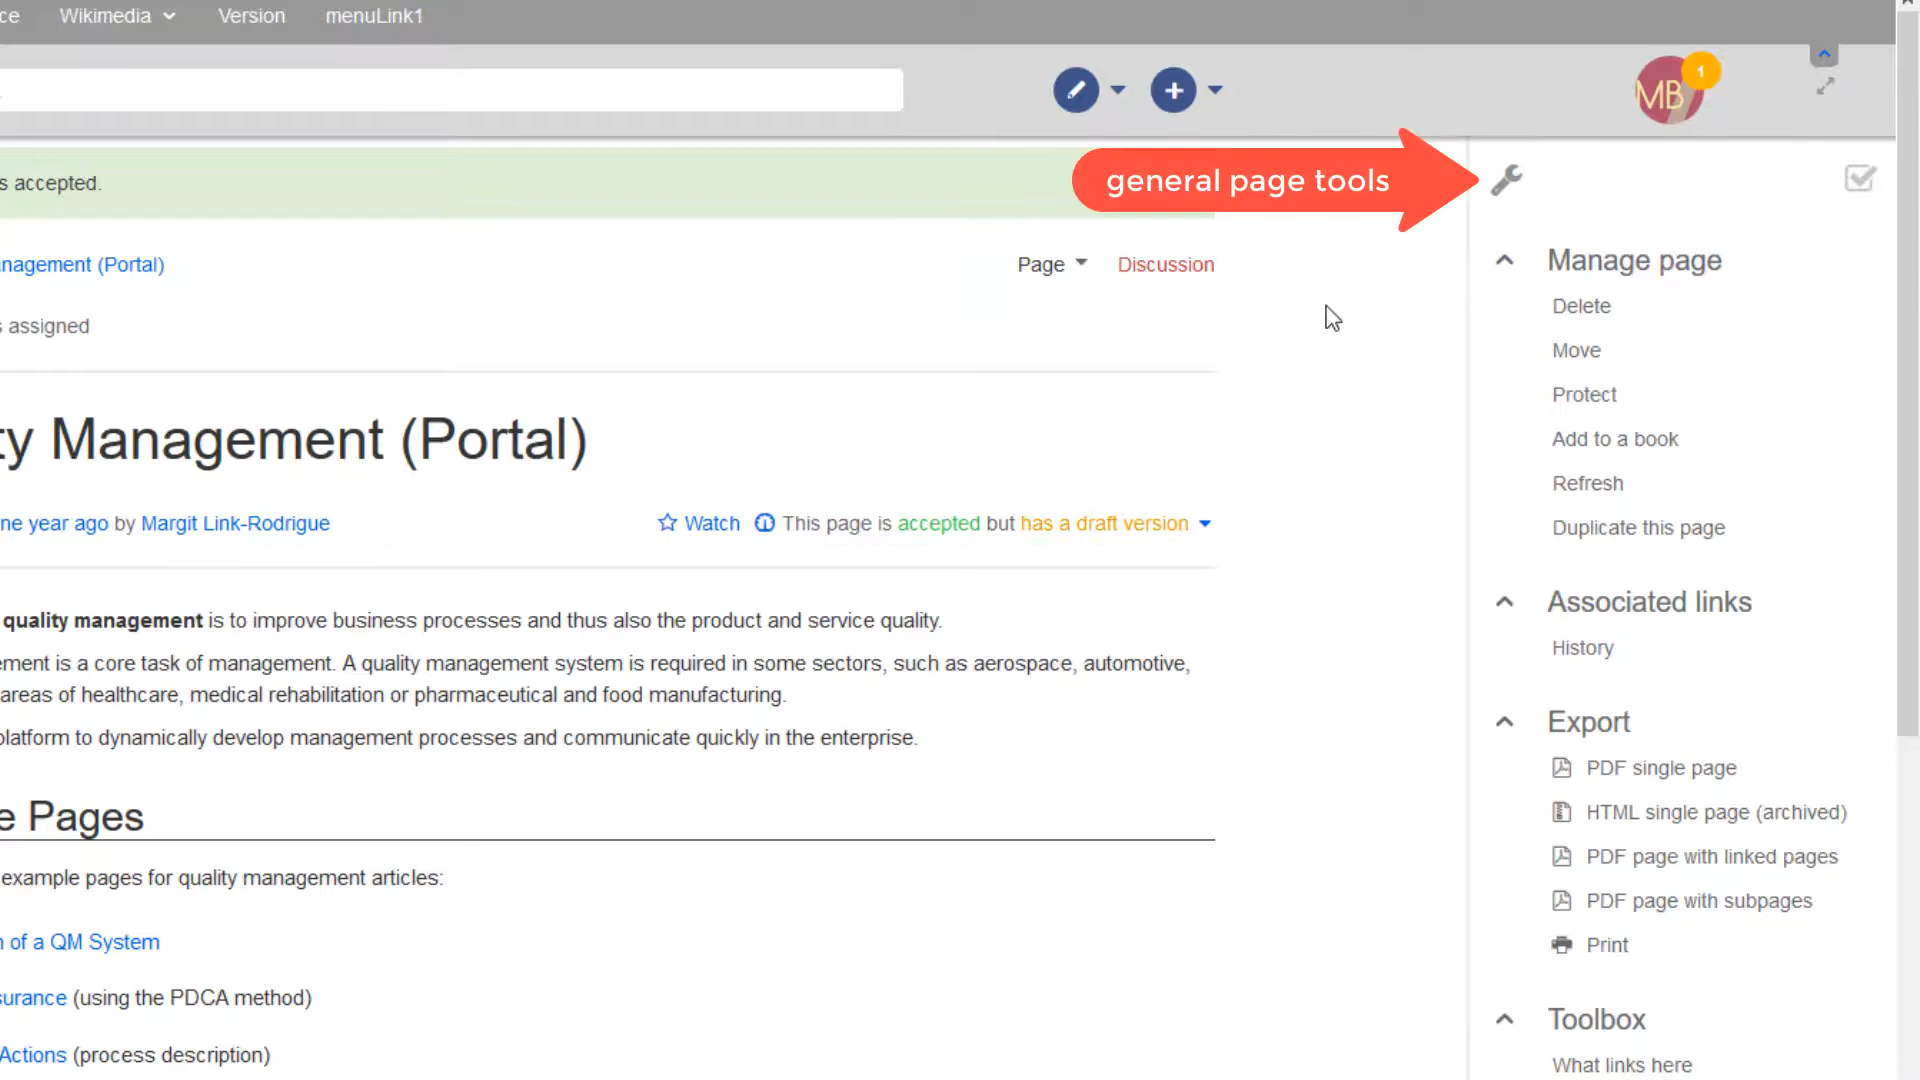 ce Wikimedia Version menuLink1
MB 1
s accepted.
general page tools
nagement (Portal) Page Discussion
s assigned
ty Management (Portal)
ne year ago by Margit Link-Rodrigue Watch This page is accepted but has a draft version
quality management is to improve business processes and thus also the product and service quality.
ement is a core task of management. A quality management system is required in some sectors, such as aerospace, automotive,
areas of healthcare, medical rehabilitation or pharmaceutical and food manufacturing.
platform to dynamically develop management processes and communicate quickly in the enterprise.
e Pages
example pages for quality management articles:
n of a QM System
surance (using the PDCA method)
Actions (process description)
Manage page
Delete
Move
Protect
Add to a book
Refresh
Duplicate this page
Associated links
History
Export
PDF single page
HTML single page (archived)
PDF page with linked pages
PDF page with subpages
Print
Toolbox
What links here